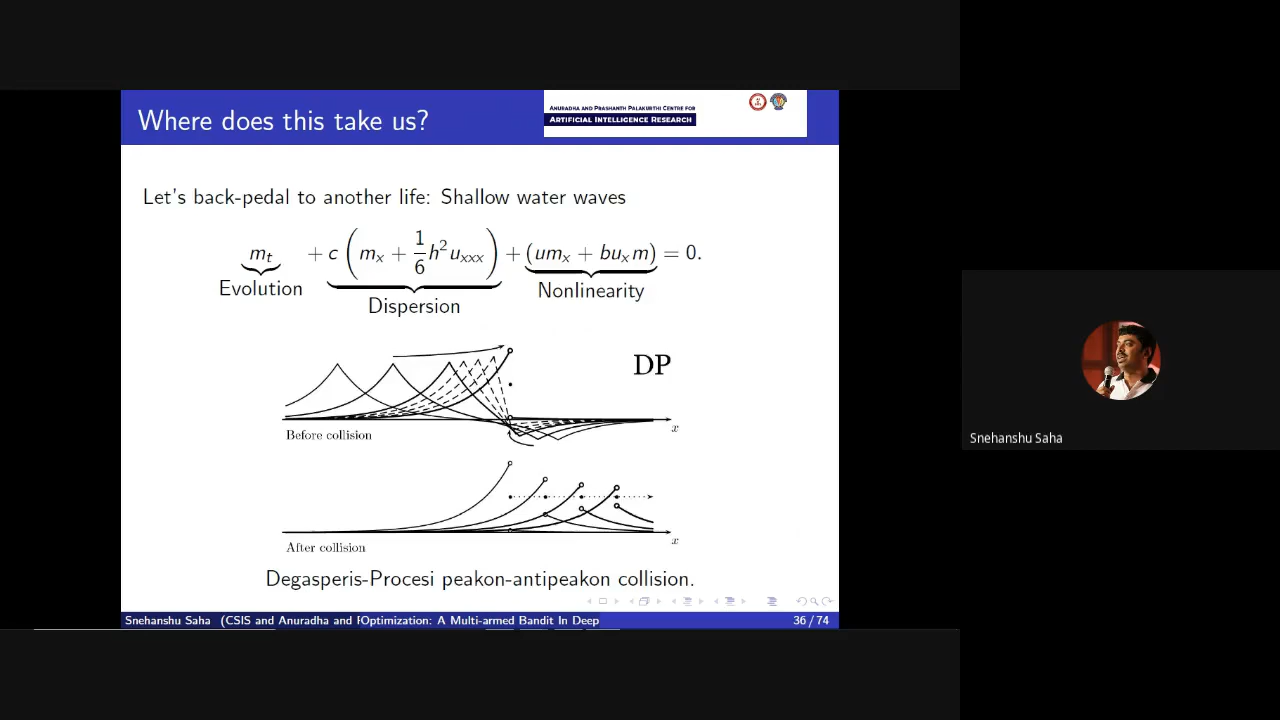 Where does this take us?
ANURADHA AND PRASHANTH PALAKURTHI CENTRE FOR
ARTIFICIAL INTELLIGENCE RESEARCH
Let's back-pedal to another life: Shallow water waves
m_t + c ( m_x + 1/6 h² u_xxx ) + (um_x + bu_x m) = 0.
Evolution
Dispersion
Nonlinearity
DP
x
Before collision
x
After collision
Degasperis-Procesi peakon-antipeakon collision.
Snehanshu Saha (CSIS and Anuradha and P Optimization: A Multi-armed Bandit In Deep 36 / 74
Snehanshu Saha